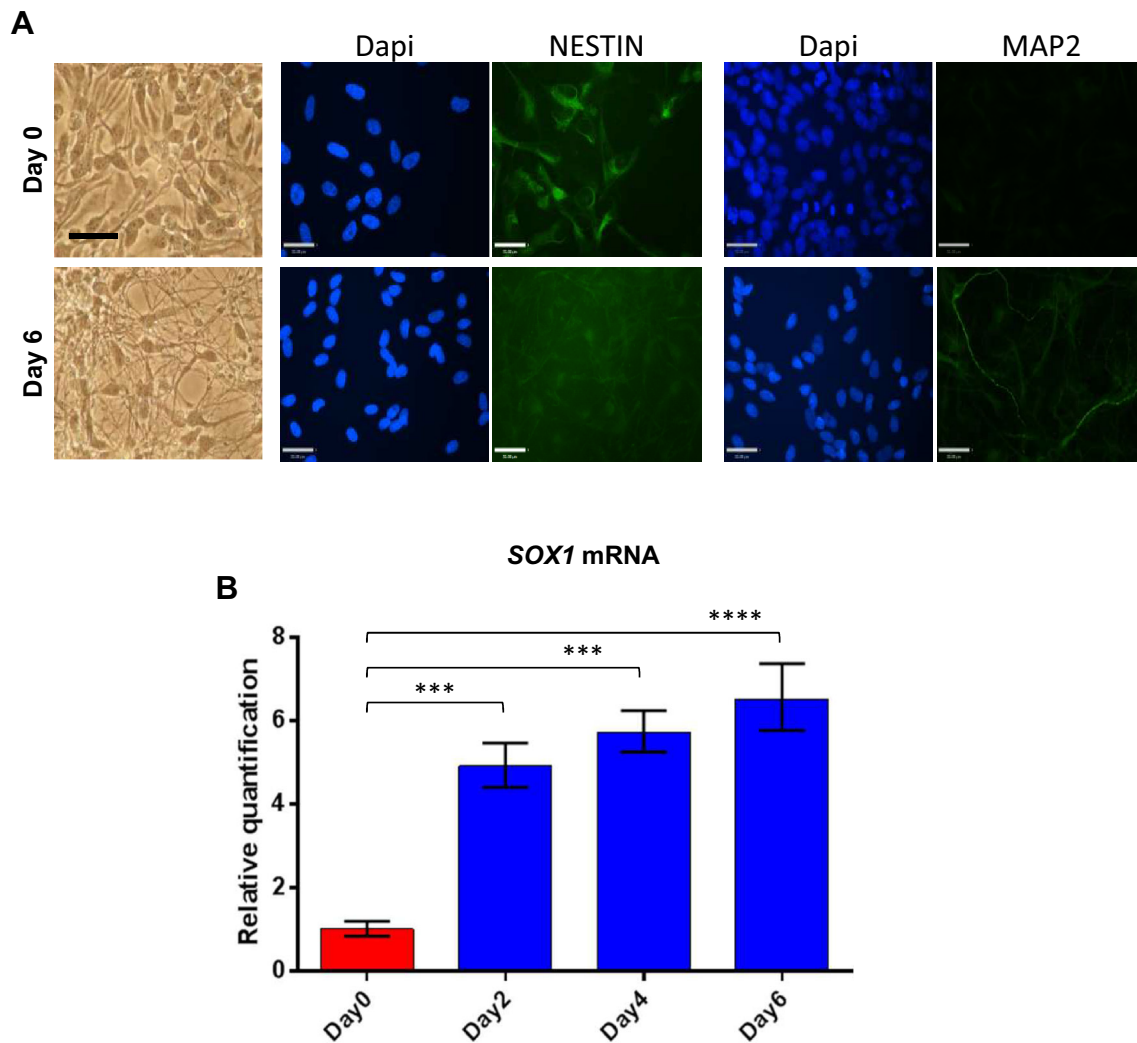 A
Dapi NESTIN Dapi MAP2
Day 0
Day 6
SOX1 mRNA
B
Relative quantification
8
6
4
2
0
***
***
****
Day0 Day2 Day4 Day6